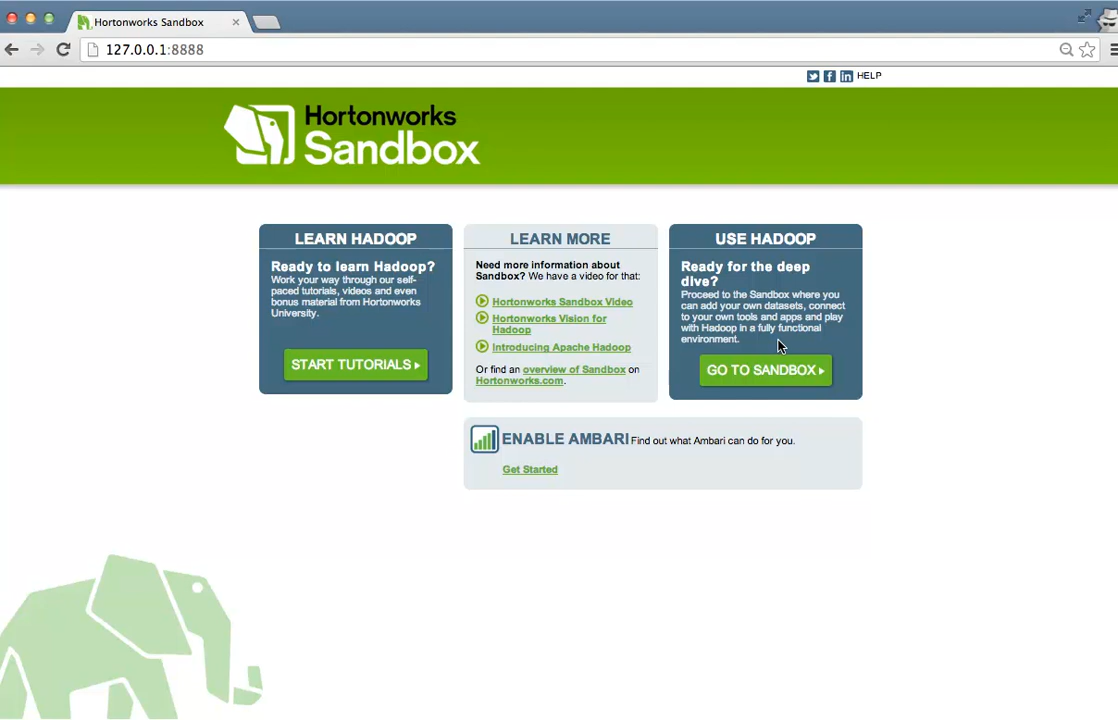 Hortonworks Sandbox
127.0.0.1:8888
HELP
Hortonworks
Sandbox
LEARN HADOOP
Ready to learn Hadoop?
Work your way through our self-
paced tutorials, videos and even
bonus material from Hortonworks
University.
START TUTORIALS
LEARN MORE
Need more information about
Sandbox? We have a video for that:
Hortonworks Sandbox Video
Hortonworks Vision for
Hadoop
Introducing Apache Hadoop
Or find an overview of Sandbox on
Hortonworks.com.
USE HADOOP
Ready for the deep
dive?
Proceed to the Sandbox where you
can add your own datasets, connect
to your own tools and apps and play
with Hadoop in a fully functional
environment.
GO TO SANDBOX
ENABLE AMBARI Find out what Ambari can do for you.
Get Started